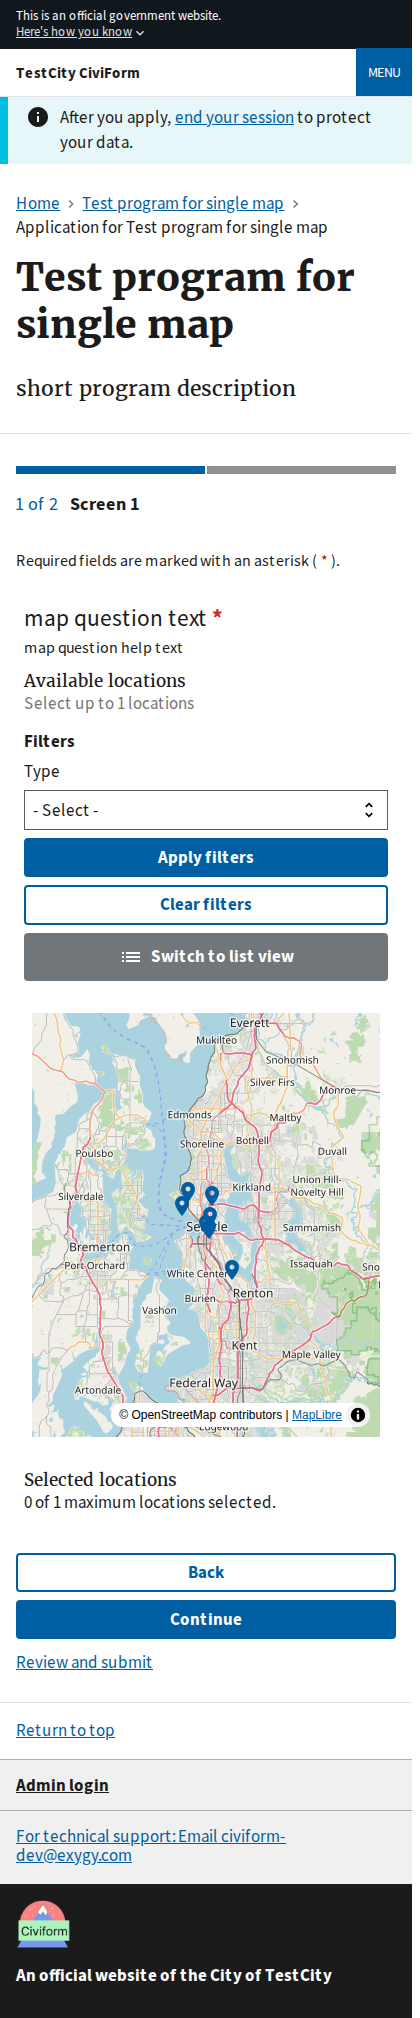 This is an official government website.
Here's how you know
TestCity CiviForm
MENU
After you apply, end your session to protect
your data.
Home > Test program for single map >
Application for Test program for single map
Test program for
single map
short program description
1 of 2 Screen 1
Required fields are marked with an asterisk ( * ).
map question text *
map question help text
Available locations
Select up to 1 locations
Filters
Type
- Select -
Apply filters
Clear filters
Switch to list view
Everett
Mukilteo
Snohomish
Silver Firs
Monroe
Edmonds
Maltby
Shoreline
Bothell
Duvall
Poulsbo
Kirkland
Union Hill-
Novelty Hill
Silverdale
Sammamish
Bremerton
Port Orchard
White Center
Issaquah
Burien
Renton
Vashon
Kent
Maple Valley
Federal Way
Artondale
© OpenStreetMap contributors | MapLibre
Selected locations
0 of 1 maximum locations selected.
Back
Continue
Review and submit
Return to top
Admin login
For technical support: Email civiform-
dev@exygy.com
Civiform
An official website of the City of TestCity